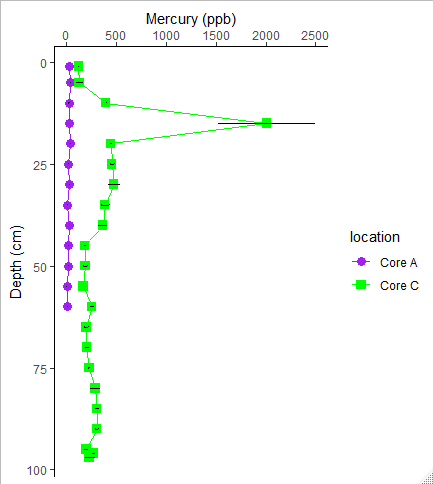 Mercury (ppb)
0 500 1000 1500 2000 2500
0
25
50
75
100
Depth (cm)
location
Core A
Core C